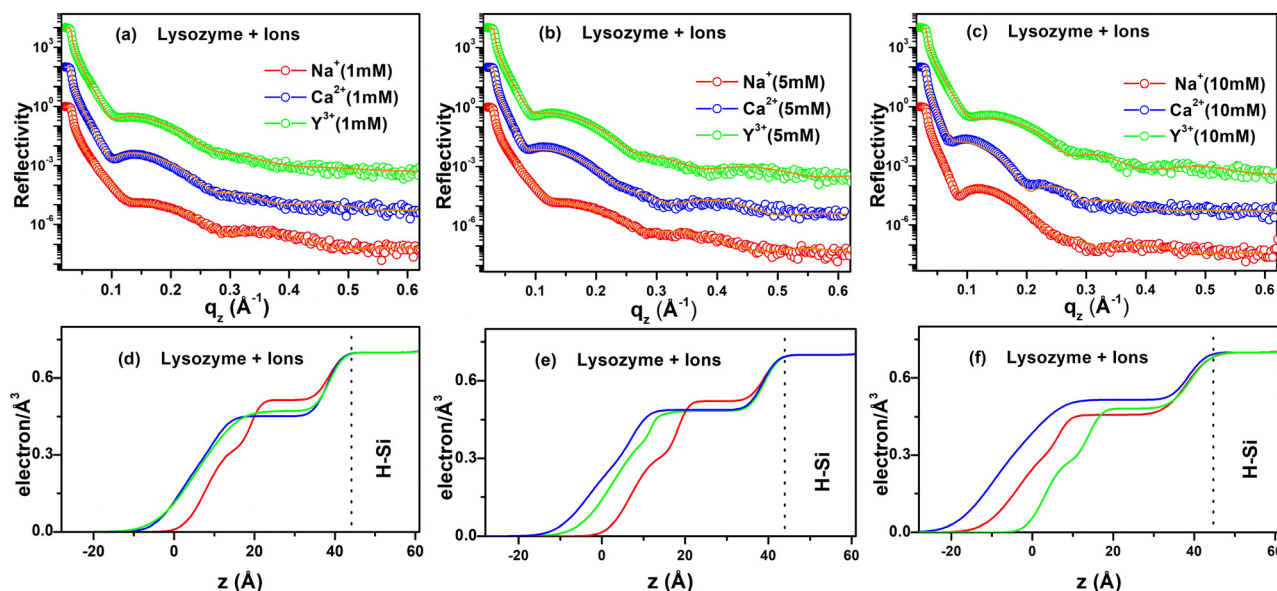 (a) Lysozyme + Ions
Na⁺(1mM)
Ca²⁺(1mM)
Y³⁺(1mM)
Reflectivity
10³
10⁰
10⁻³
10⁻⁶
0.1 0.2 0.3 0.4 0.5 0.6
q_z (Å⁻¹)
(b) Lysozyme + Ions
Na⁺(5mM)
Ca²⁺(5mM)
Y³⁺(5mM)
Reflectivity
10³
10⁰
10⁻³
10⁻⁶
0.1 0.2 0.3 0.4 0.5 0.6
q_z (Å⁻¹)
(c) Lysozyme + Ions
Na⁺(10mM)
Ca²⁺(10mM)
Y³⁺(10mM)
Reflectivity
10³
10⁰
10⁻³
10⁻⁶
0.1 0.2 0.3 0.4 0.5 0.6
q_z (Å⁻¹)
(d) Lysozyme + Ions
electron/Å³
0.6
0.3
0.0
H-Si
-20 0 20 40 60
z (Å)
(e) Lysozyme + Ions
electron/Å³
0.6
0.3
0.0
H-Si
-20 0 20 40 60
z (Å)
(f) Lysozyme + Ions
electron/Å³
0.6
0.3
0.0
H-Si
-20 0 20 40 60
z (Å)